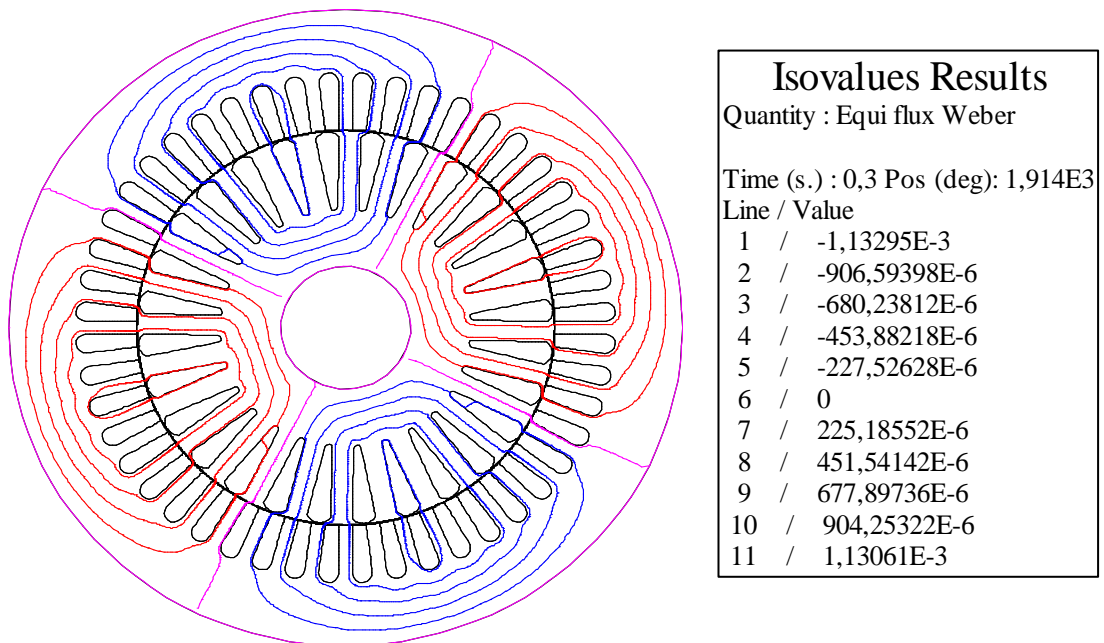 Isovalues Results
Quantity : Equi flux Weber
Time (s.) : 0,3 Pos (deg): 1,914E3
Line / Value
1 / -1,13295E-3
2 / -906,59398E-6
3 / -680,23812E-6
4 / -453,88218E-6
5 / -227,52628E-6
6 / 0
7 / 225,18552E-6
8 / 451,54142E-6
9 / 677,89736E-6
10 / 904,25322E-6
11 / 1,13061E-3